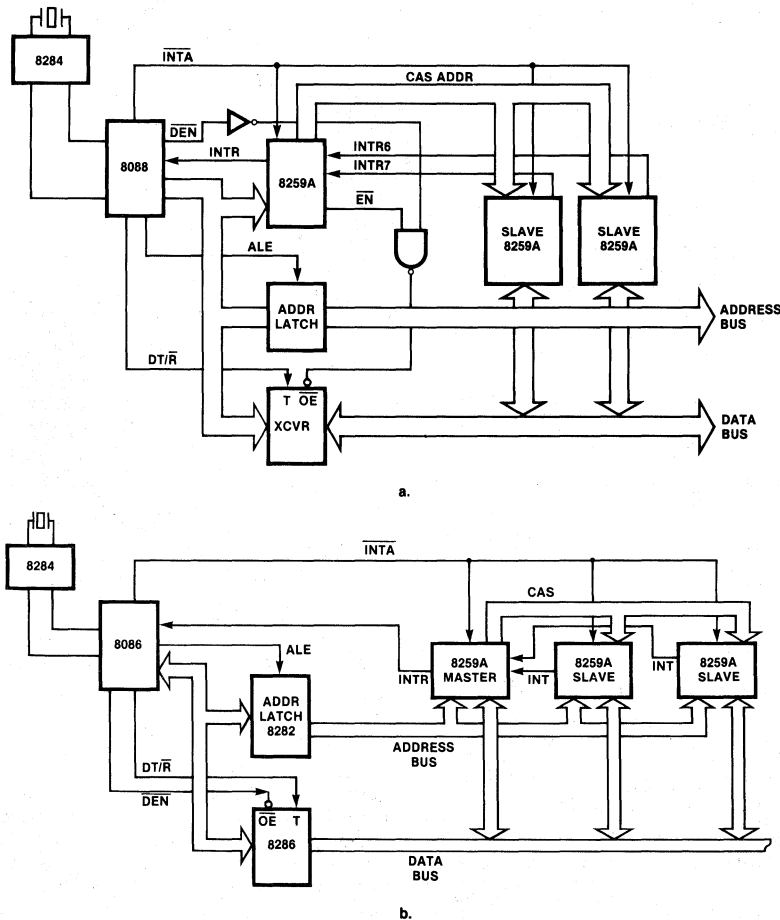 8284
INTA
CAS ADDR
DEN
INTR
8088
8259A
INTR6
INTR7
EN
SLAVE
8259A
SLAVE
8259A
ALE
ADDR
LATCH
ADDRESS
BUS
DT/R
T OE
XCVR
DATA
BUS
a.
8284
INTA
CAS
8086
ALE
INTR
8259A
MASTER
INT
8259A
SLAVE
INT
8259A
SLAVE
ADDR
LATCH
8282
ADDRESS
BUS
DT/R
DEN
OE T
8286
DATA
BUS
b.